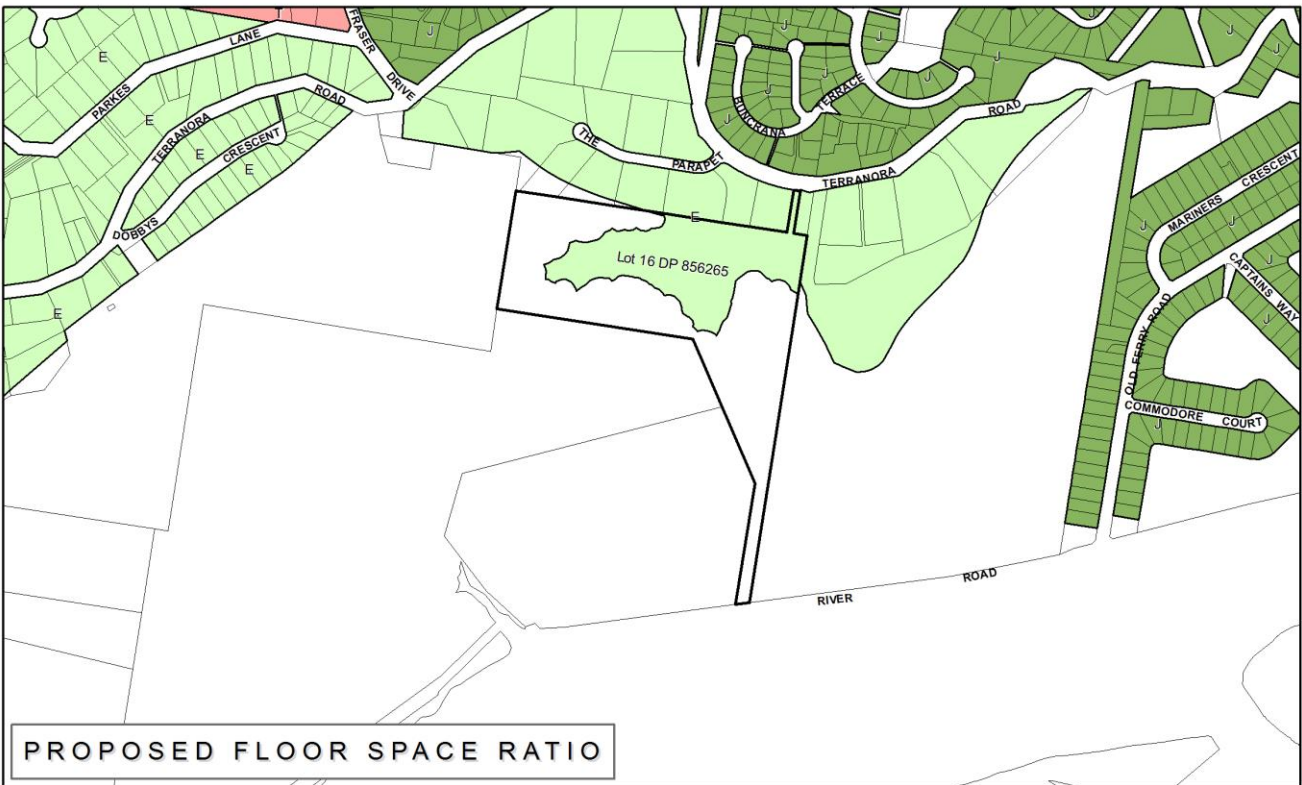 T
FRASER DRIVE
J
E
PARKES LANE
J
J
J
J
J
TERRANORA ROAD
E
BUNCRANA TERRACE
J
J
ROAD
E
CRESCENT
E
THE PARAPET
TERRANORA
MARINERS CRESCENT
J
J
E
DOBBYS
Lot 16 DP 856265
CAPTAINS WAY
J
J
E
OLD FERRY ROAD
COMMODORE COURT
J
RIVER ROAD
PROPOSED FLOOR SPACE RATIO